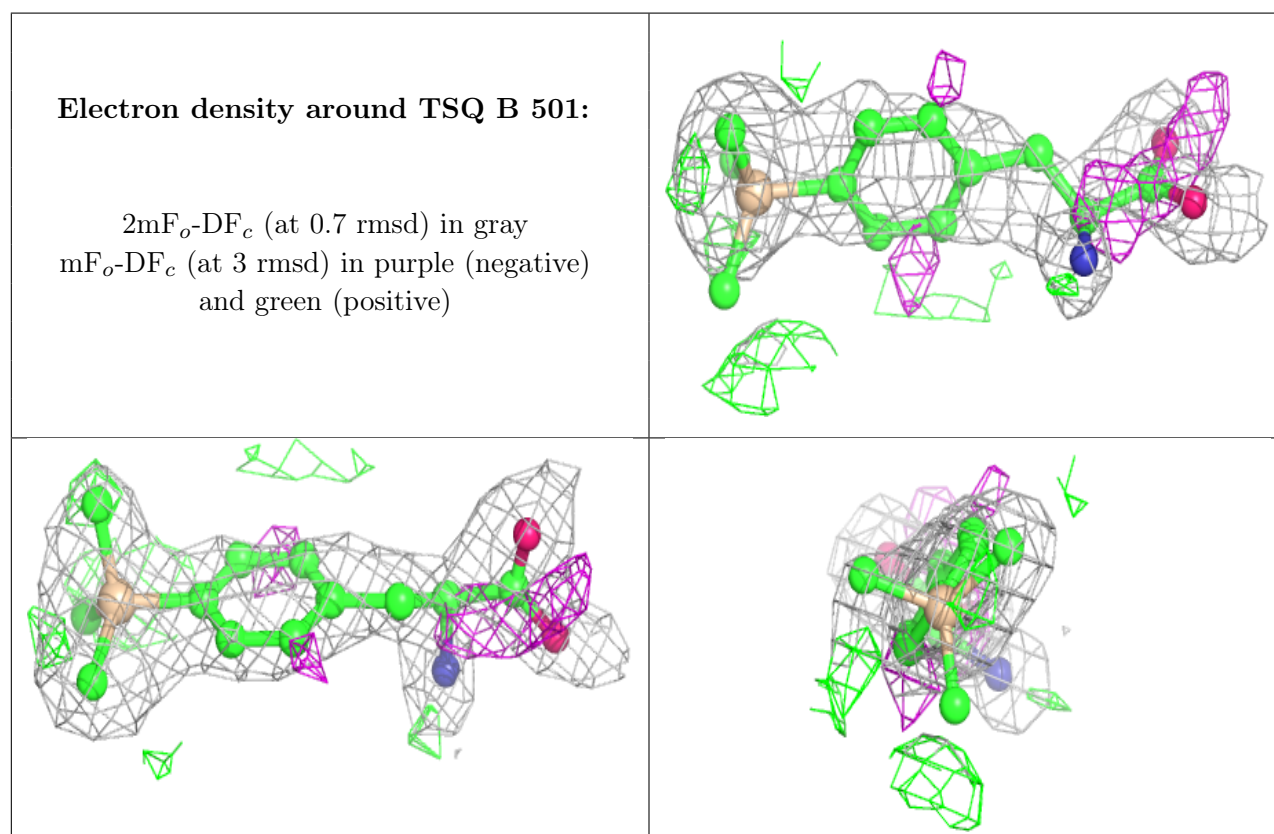 Electron density around TSQ B 501:
2mFo-DFc (at 0.7 rmsd) in gray
mFo-DFc (at 3 rmsd) in purple (negative)
and green (positive)